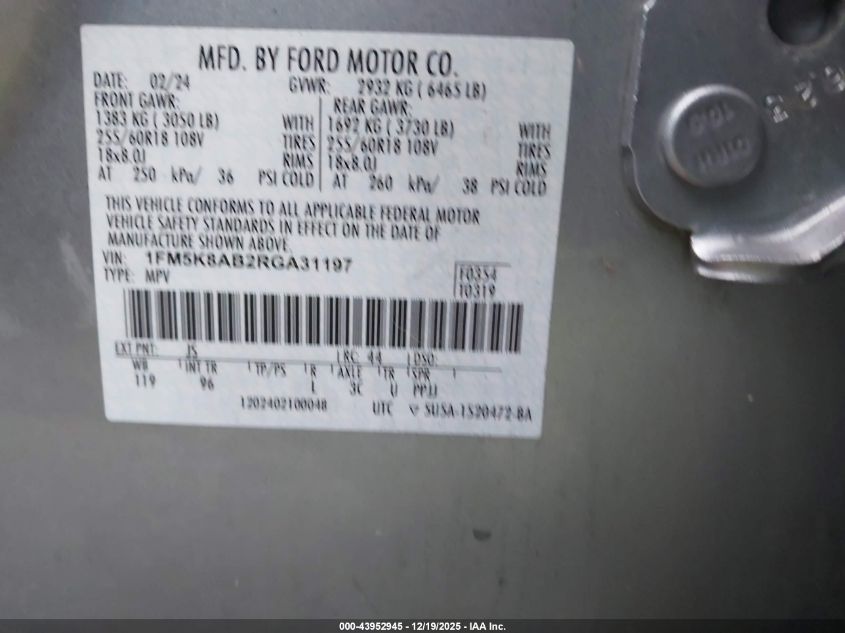 MFD. BY FORD MOTOR CO.
DATE: 02/24 GVWR: 2932 KG ( 6465 LB)
FRONT GAWR: REAR GAWR:
1383 KG ( 3050 LB) WITH 1692 KG ( 3730 LB) WITH
255/60R18 108V TIRES 255/60R18 108V TIRES
18x8.0J RIMS 18x8.0J RIMS
AT 250 kPa/ 36 PSI COLD AT 260 kPa/ 38 PSI COLD
THIS VEHICLE CONFORMS TO ALL APPLICABLE FEDERAL MOTOR
VEHICLE SAFETY STANDARDS IN EFFECT ON THE DATE OF
MANUFACTURE SHOWN ABOVE.
VIN: 1FM5K8AB2RGA31197
TYPE: MPV F0354
T0319
EXT PNT: JS RC: 44 DSO:
WB INT TR TP/PS R AXLE TR SPR
119 96 L 3C U PPJJ
1202402100048 UTC SUSA-1520472-BA
000-43952945 - 12/19/2025 - IAA Inc.